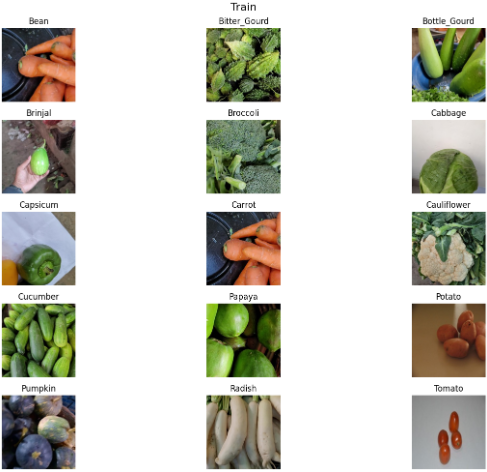 Train
Bean
Bitter_Gourd
Bottle_Gourd
Brinjal
Broccoli
Cabbage
Capsicum
Carrot
Cauliflower
Cucumber
Papaya
Potato
Pumpkin
Radish
Tomato